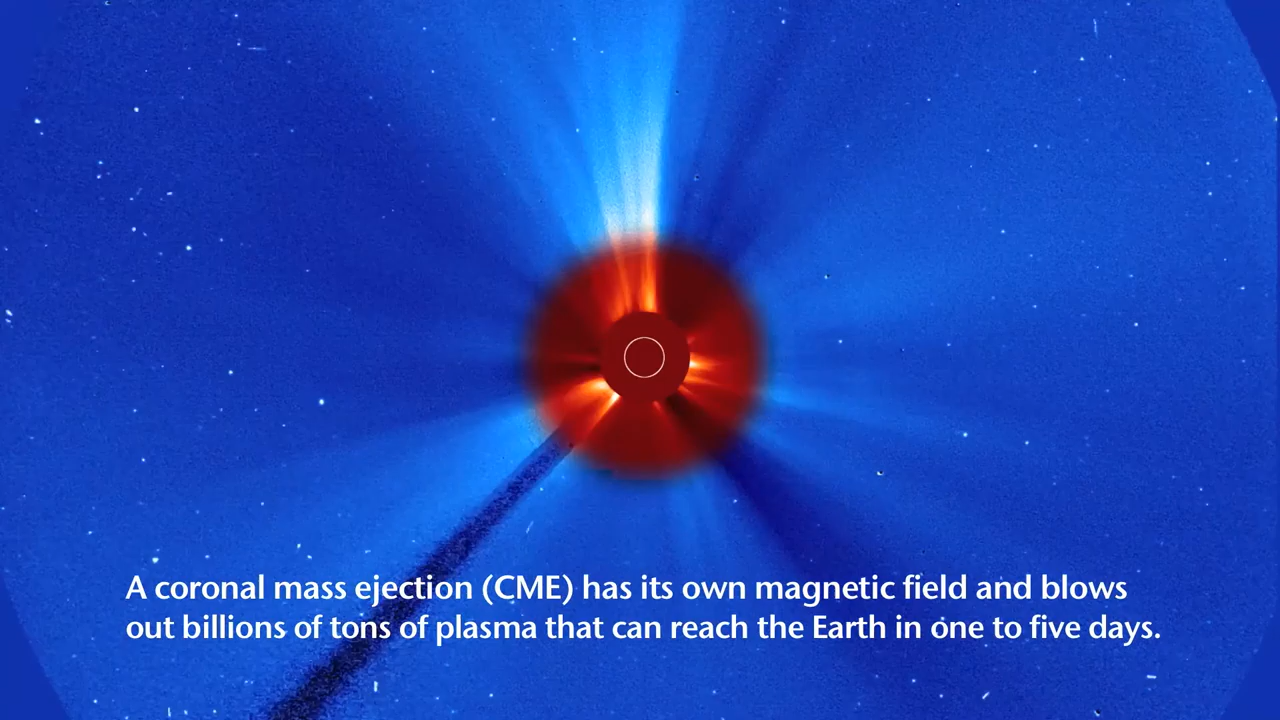 A coronal mass ejection (CME) has its own magnetic field and blows
out billions of tons of plasma that can reach the Earth in one to five days.